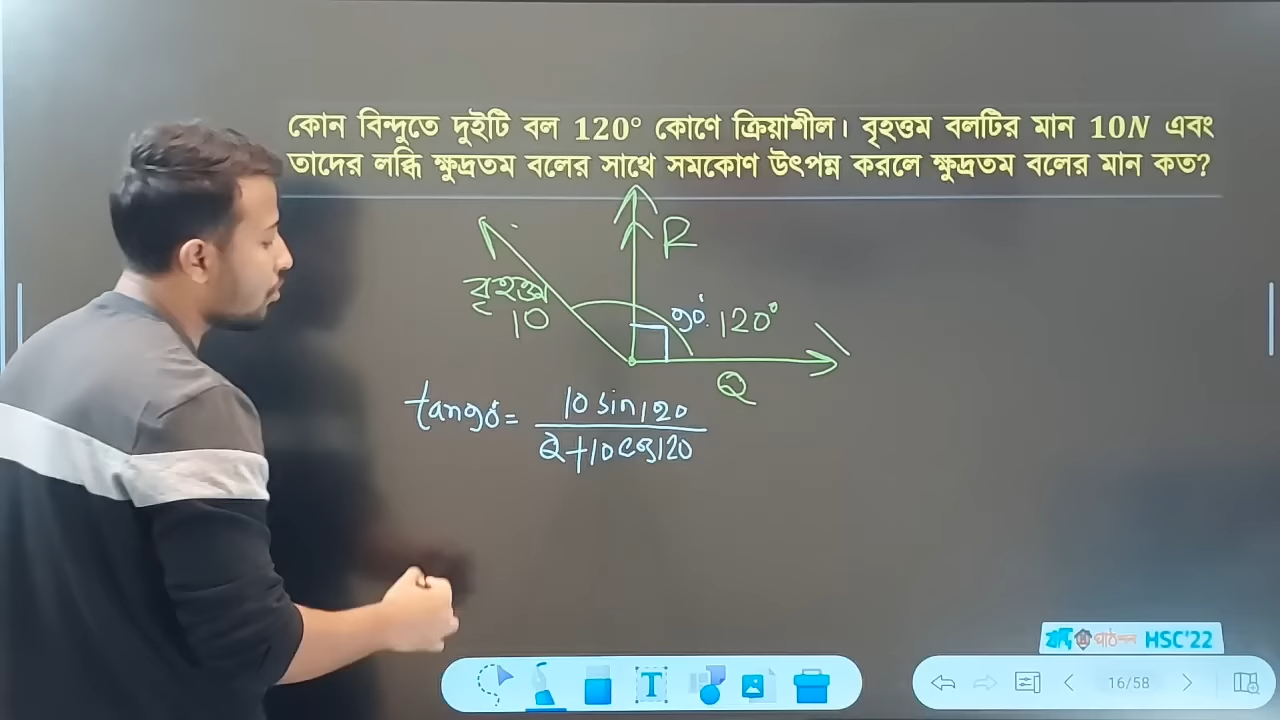 কোন বিন্দুতে দুইটি বল 120° কোণে ক্রিয়াশীল। বৃহত্তম বলটির মান 10N এবং
তাদের লব্ধি ক্ষুদ্রতম বলের সাথে সমকোণ উৎপন্ন করলে ক্ষুদ্রতম বলের মান কত?
R
বৃহত্তম
10
90° 120°
Q
tan90° = 10 sin120
Q+10cos120
পাঠশালা HSC'22
T
16/58